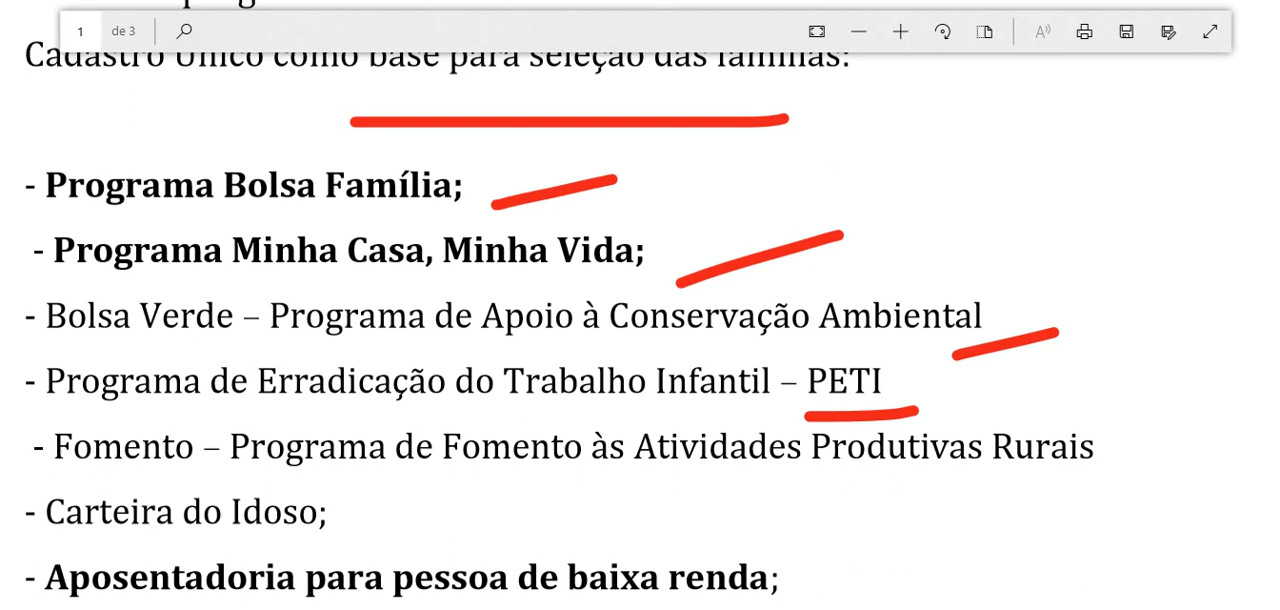 1 de 3
Cadastro Único como base para seleção das famílias:
- Programa Bolsa Família;
- Programa Minha Casa, Minha Vida;
- Bolsa Verde – Programa de Apoio à Conservação Ambiental
- Programa de Erradicação do Trabalho Infantil – PETI
- Fomento – Programa de Fomento às Atividades Produtivas Rurais
- Carteira do Idoso;
- Aposentadoria para pessoa de baixa renda;